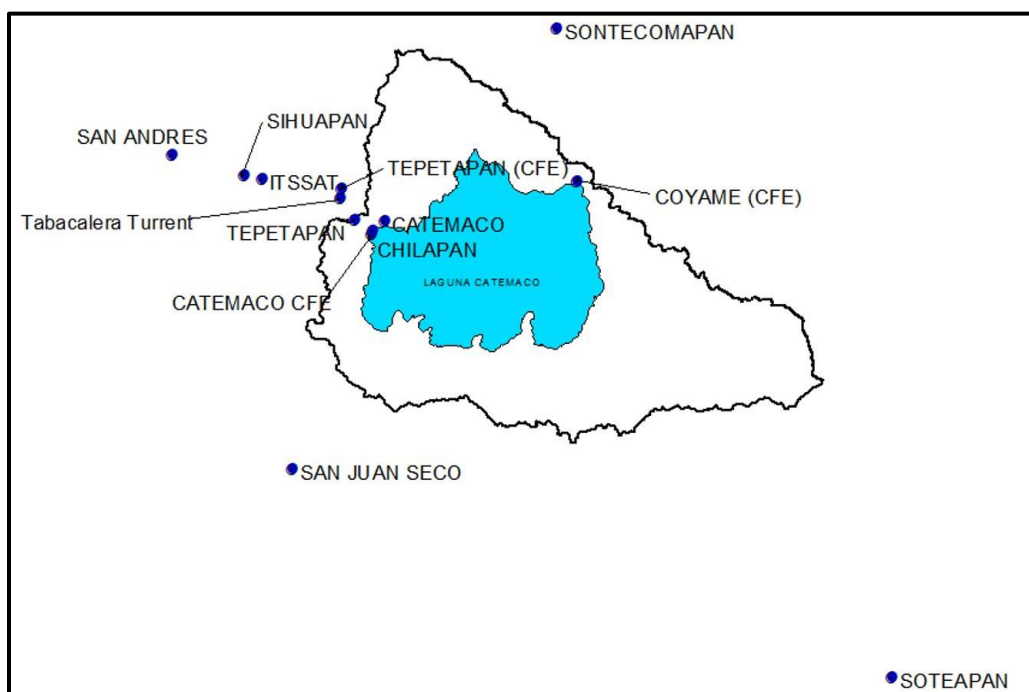 SONTECOMAPAN
SIHUAPAN
SAN ANDRES
TEPETAPAN (CFE)
ITSSAT
COYAME (CFE)
Tabacalera Turrent
TEPETAPAN
CATEMACO
CHILAPAN
LAGUNA CATEMACO
CATEMACO CFE
SAN JUAN SECO
SOTEAPAN